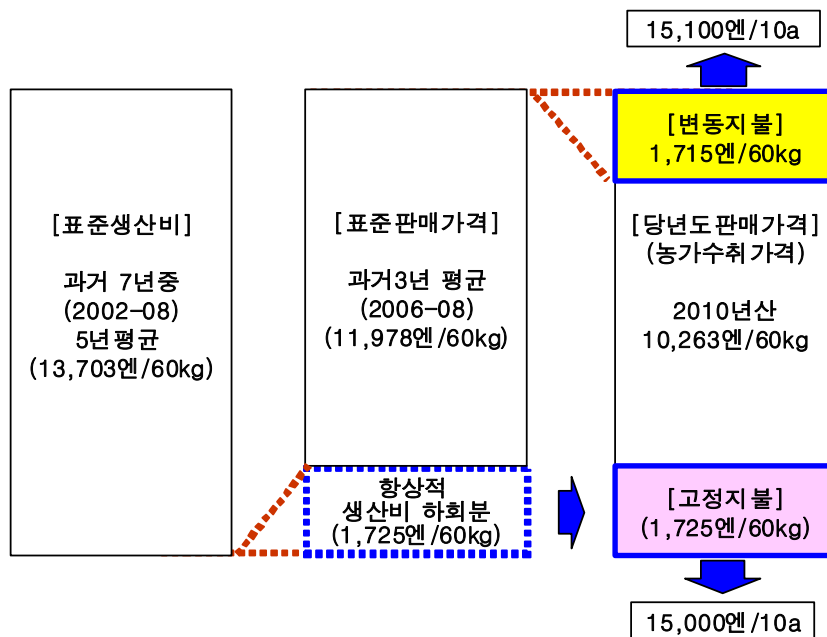 15,100엔/10a
[표준생산비]
과거 7년중
(2002-08)
5년평균
(13,703엔/60kg)
[표준판매가격]
과거3년 평균
(2006-08)
(11,978엔/60kg)
항상적
생산비 하회분
(1,725엔/60kg)
[변동지불]
1,715엔/60kg
[당년도판매가격]
(농가수취가격)
2010년산
10,263엔/60kg
[고정지불]
(1,725엔/60kg)
15,000엔/10a